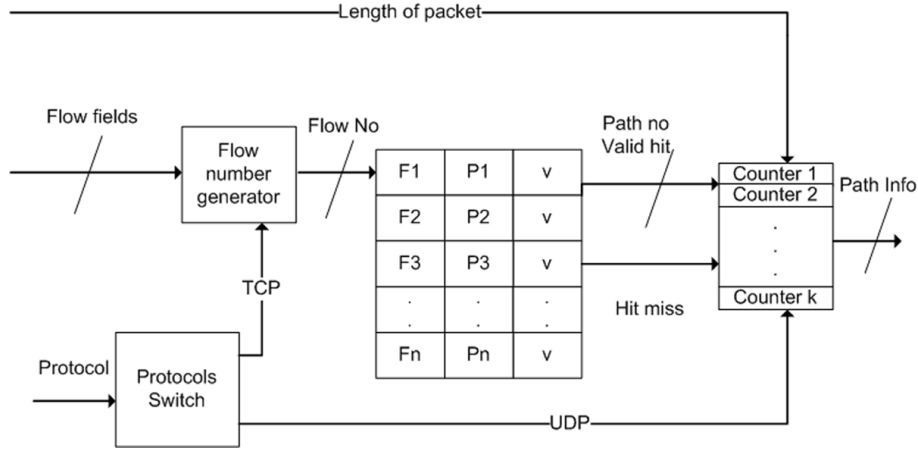 Length of packet
Flow fields
Flow
number
generator
Flow No
F1 P1 v
F2 P2 v
F3 P3 v
. . .
. . .
Fn Pn v
Path no
Valid hit
Hit miss
Counter 1
Counter 2
.
.
.
Counter k
Path Info
TCP
Protocol
Protocols
Switch
UDP